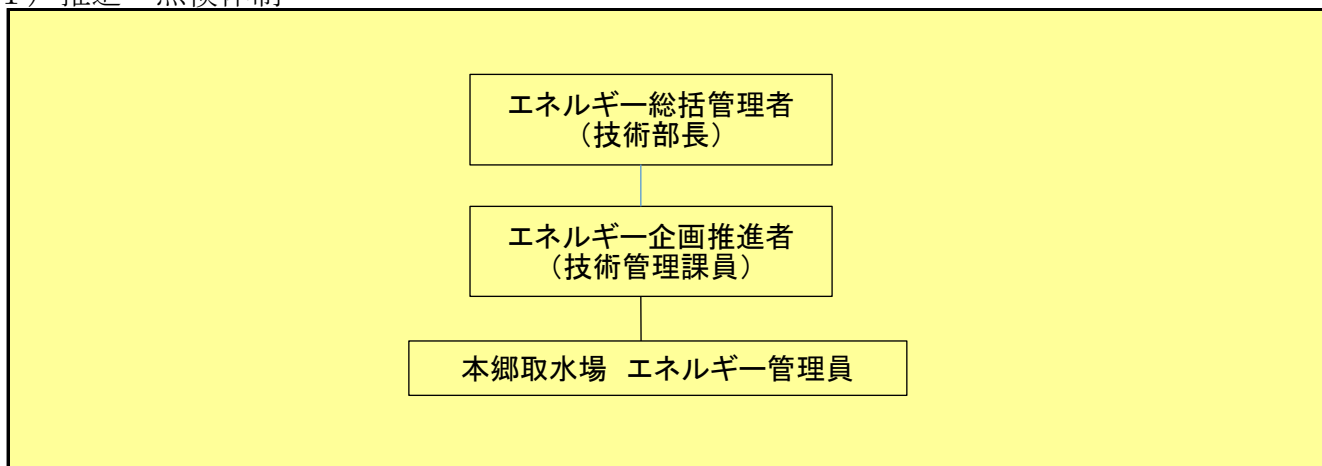 エネルギー総括管理者
（技術部長）
エネルギー企画推進者
（技術管理課員）
本郷取水場 エネルギー管理員